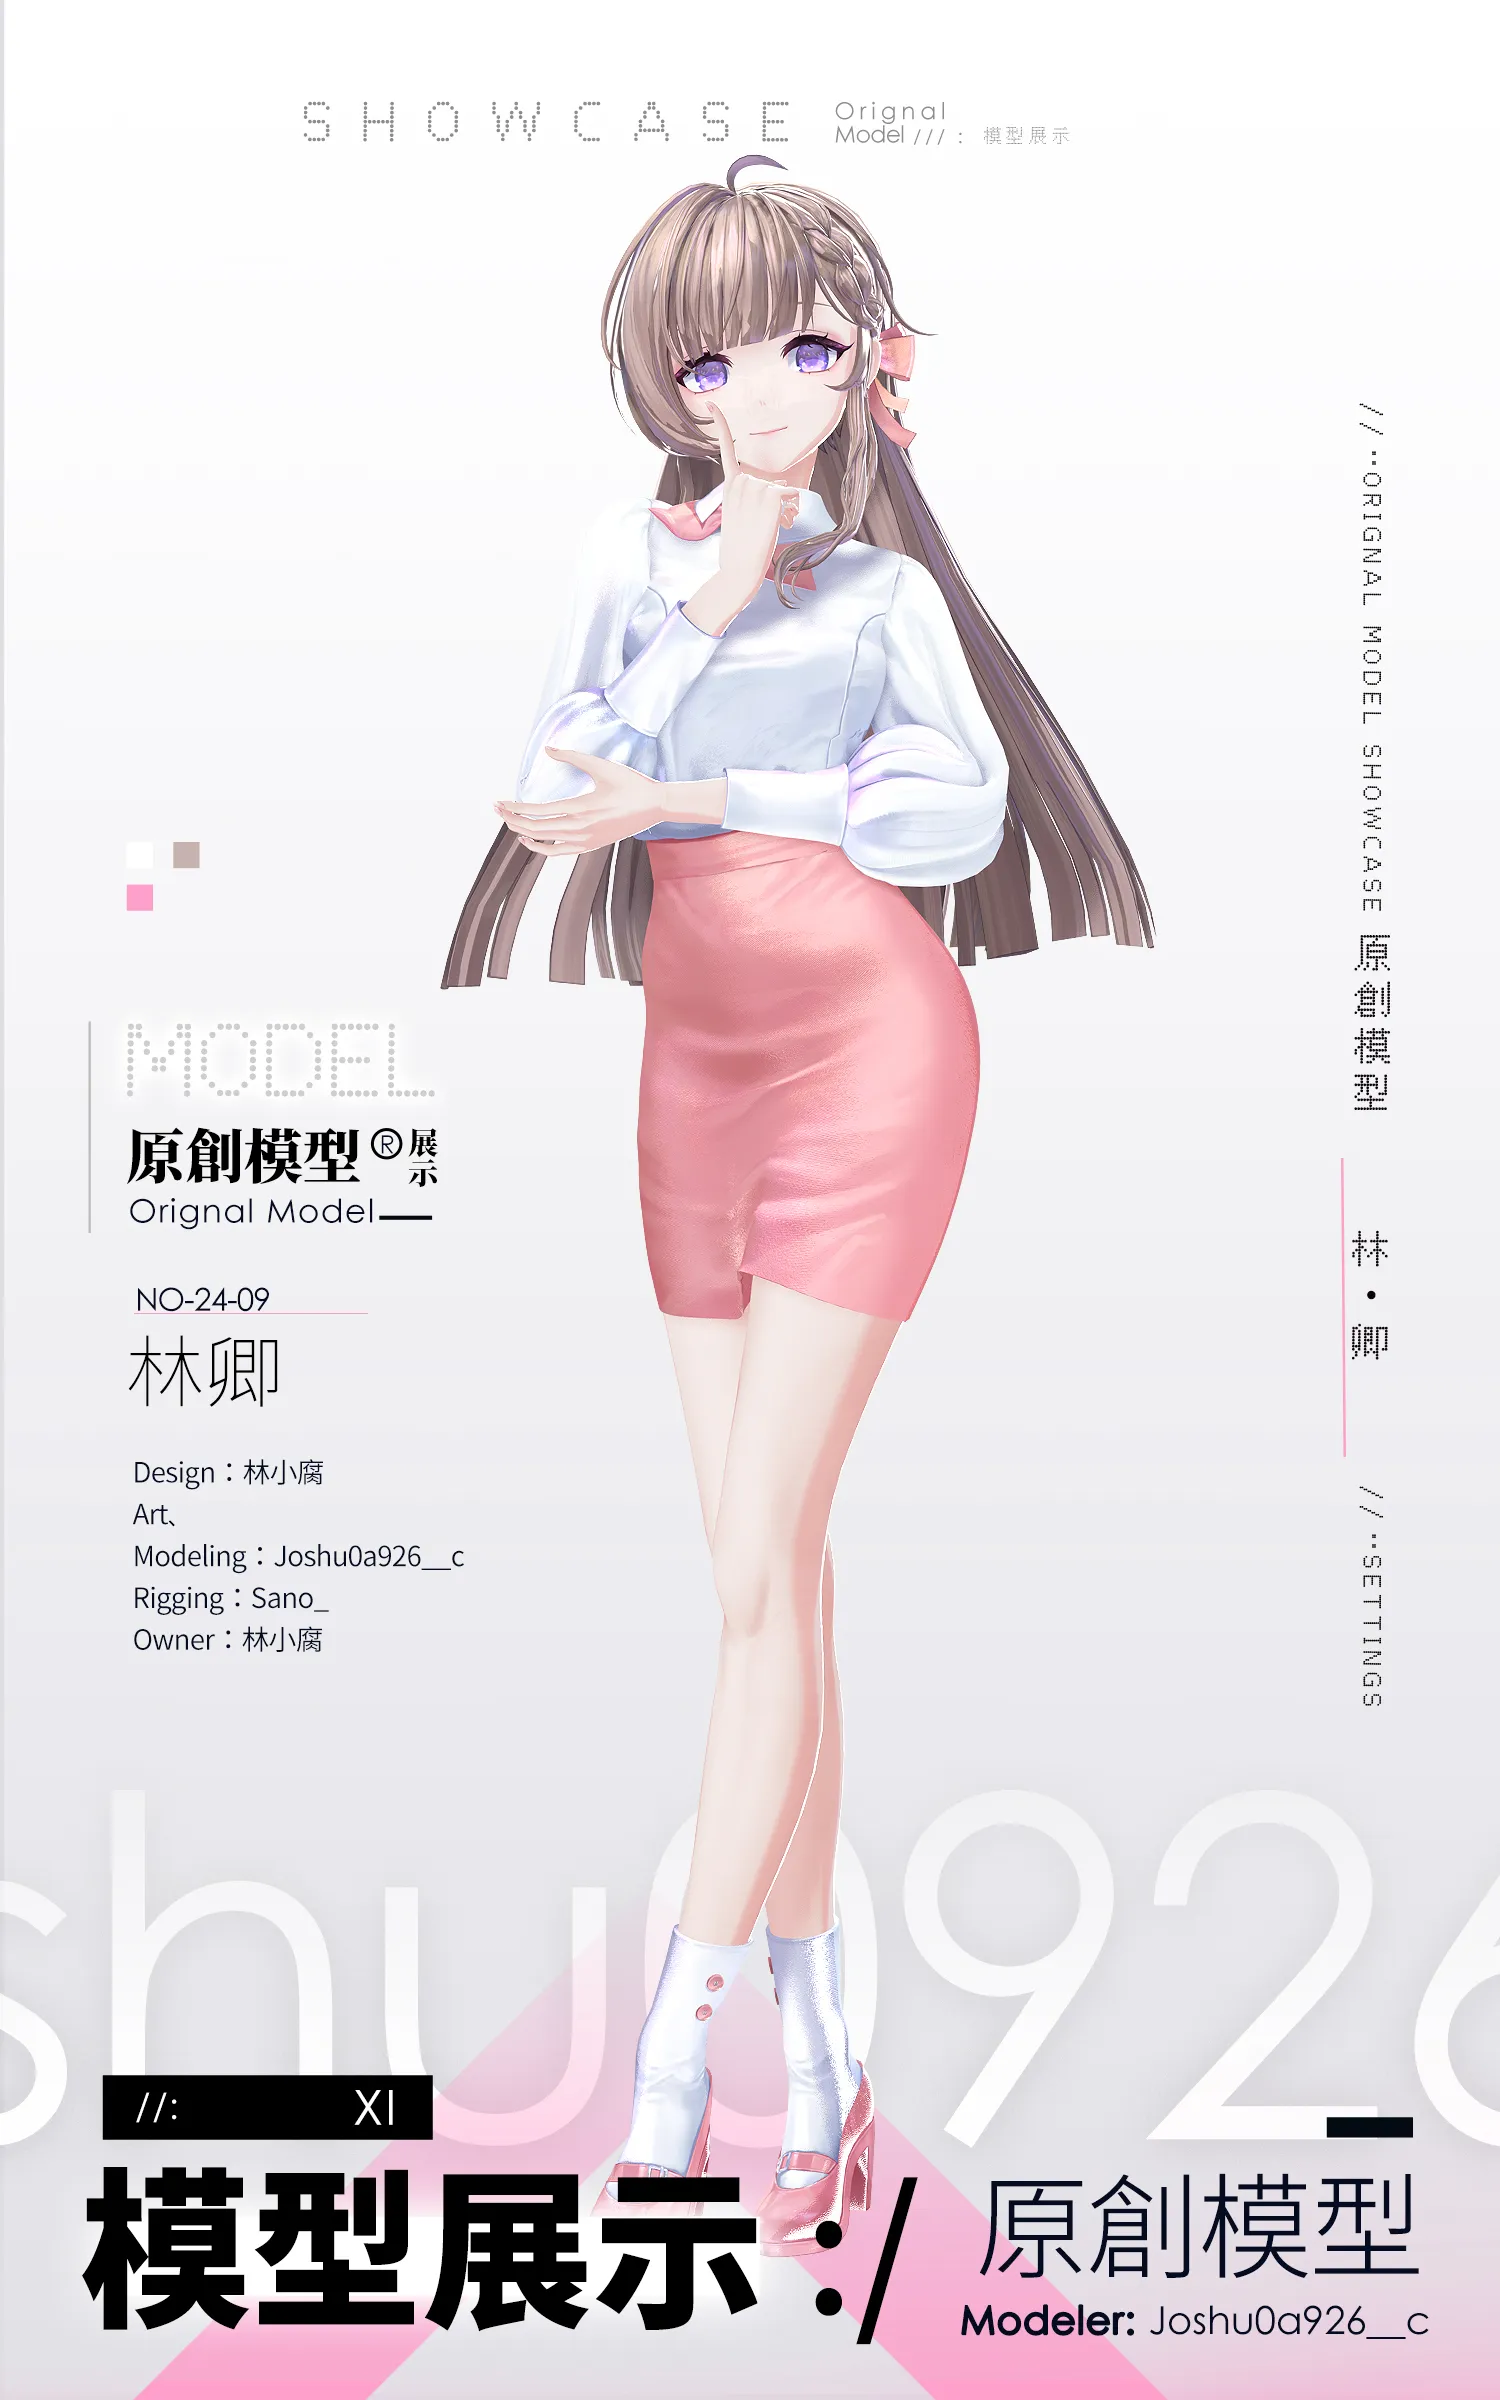 SHOWCASE
Orignal
Model /// : 模型展示
// ··ORIGNAL MODEL SHOWCASE 原創模型
林·卿
// ··SETTINGS
MODEL
原創模型®展示
Orignal Model
NO-24-09
林卿
Design：林小腐
Art、
Modeling：Joshu0a926__c
Rigging：Sano_
Owner：林小腐
shu0926
//: XI
模型展示:/
原創模型
Modeler: Joshu0a926__c